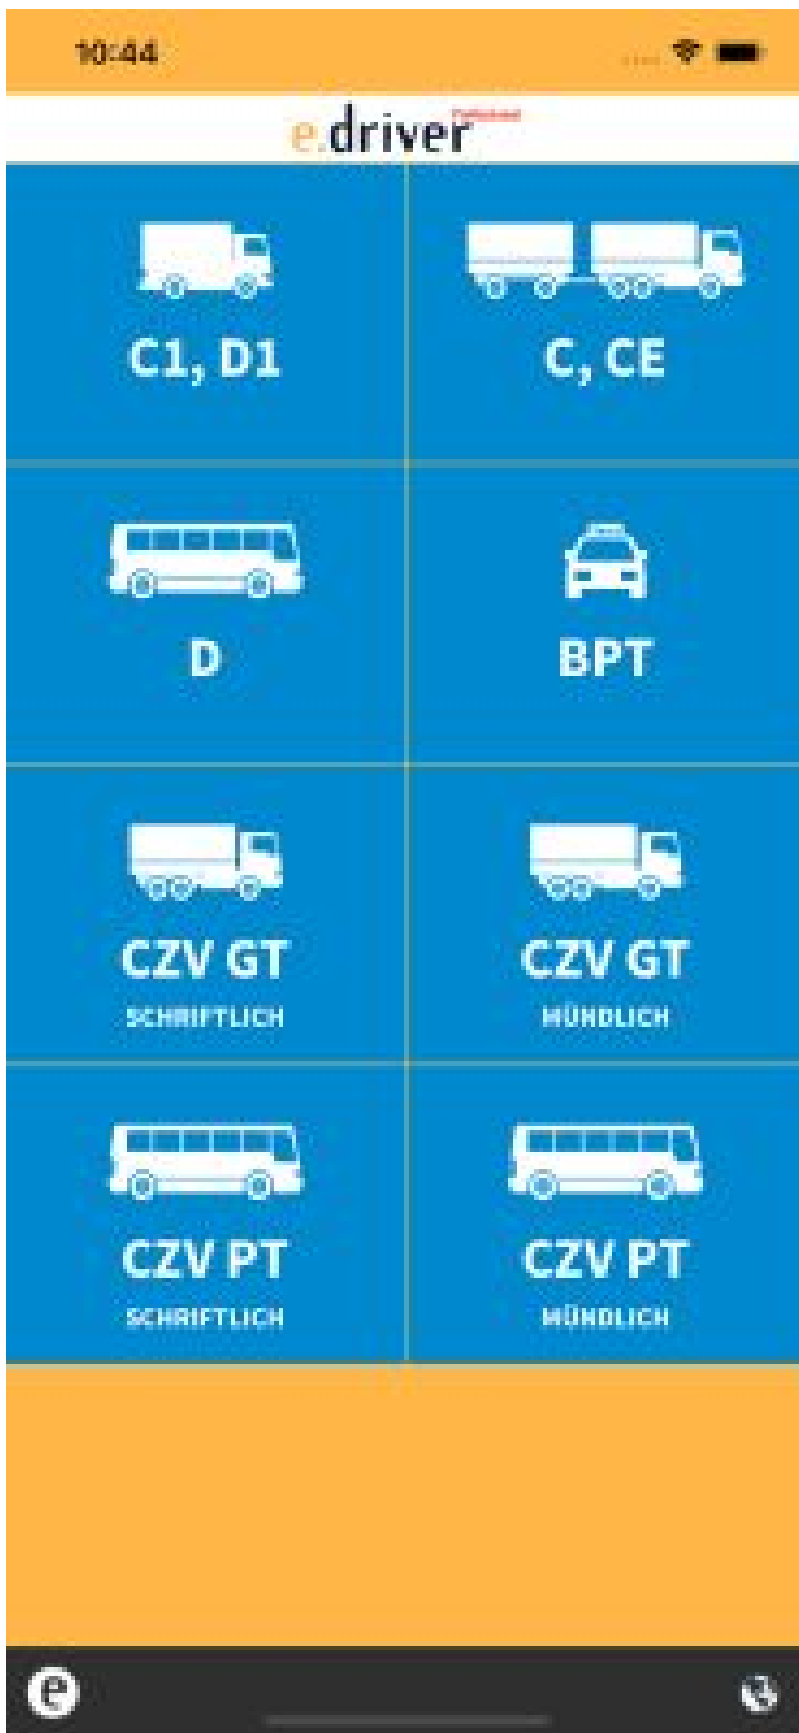 10:44
e.driver
C1, D1
C, CE
D
BPT
CZV GT
SCHRIFTLICH
CZV GT
MÜNDLICH
CZV PT
SCHRIFTLICH
CZV PT
MÜNDLICH
e